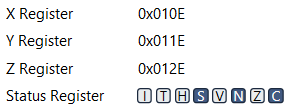 X Register 0x010E
Y Register 0x011E
Z Register 0x012E
Status Register I T H S V N Z C